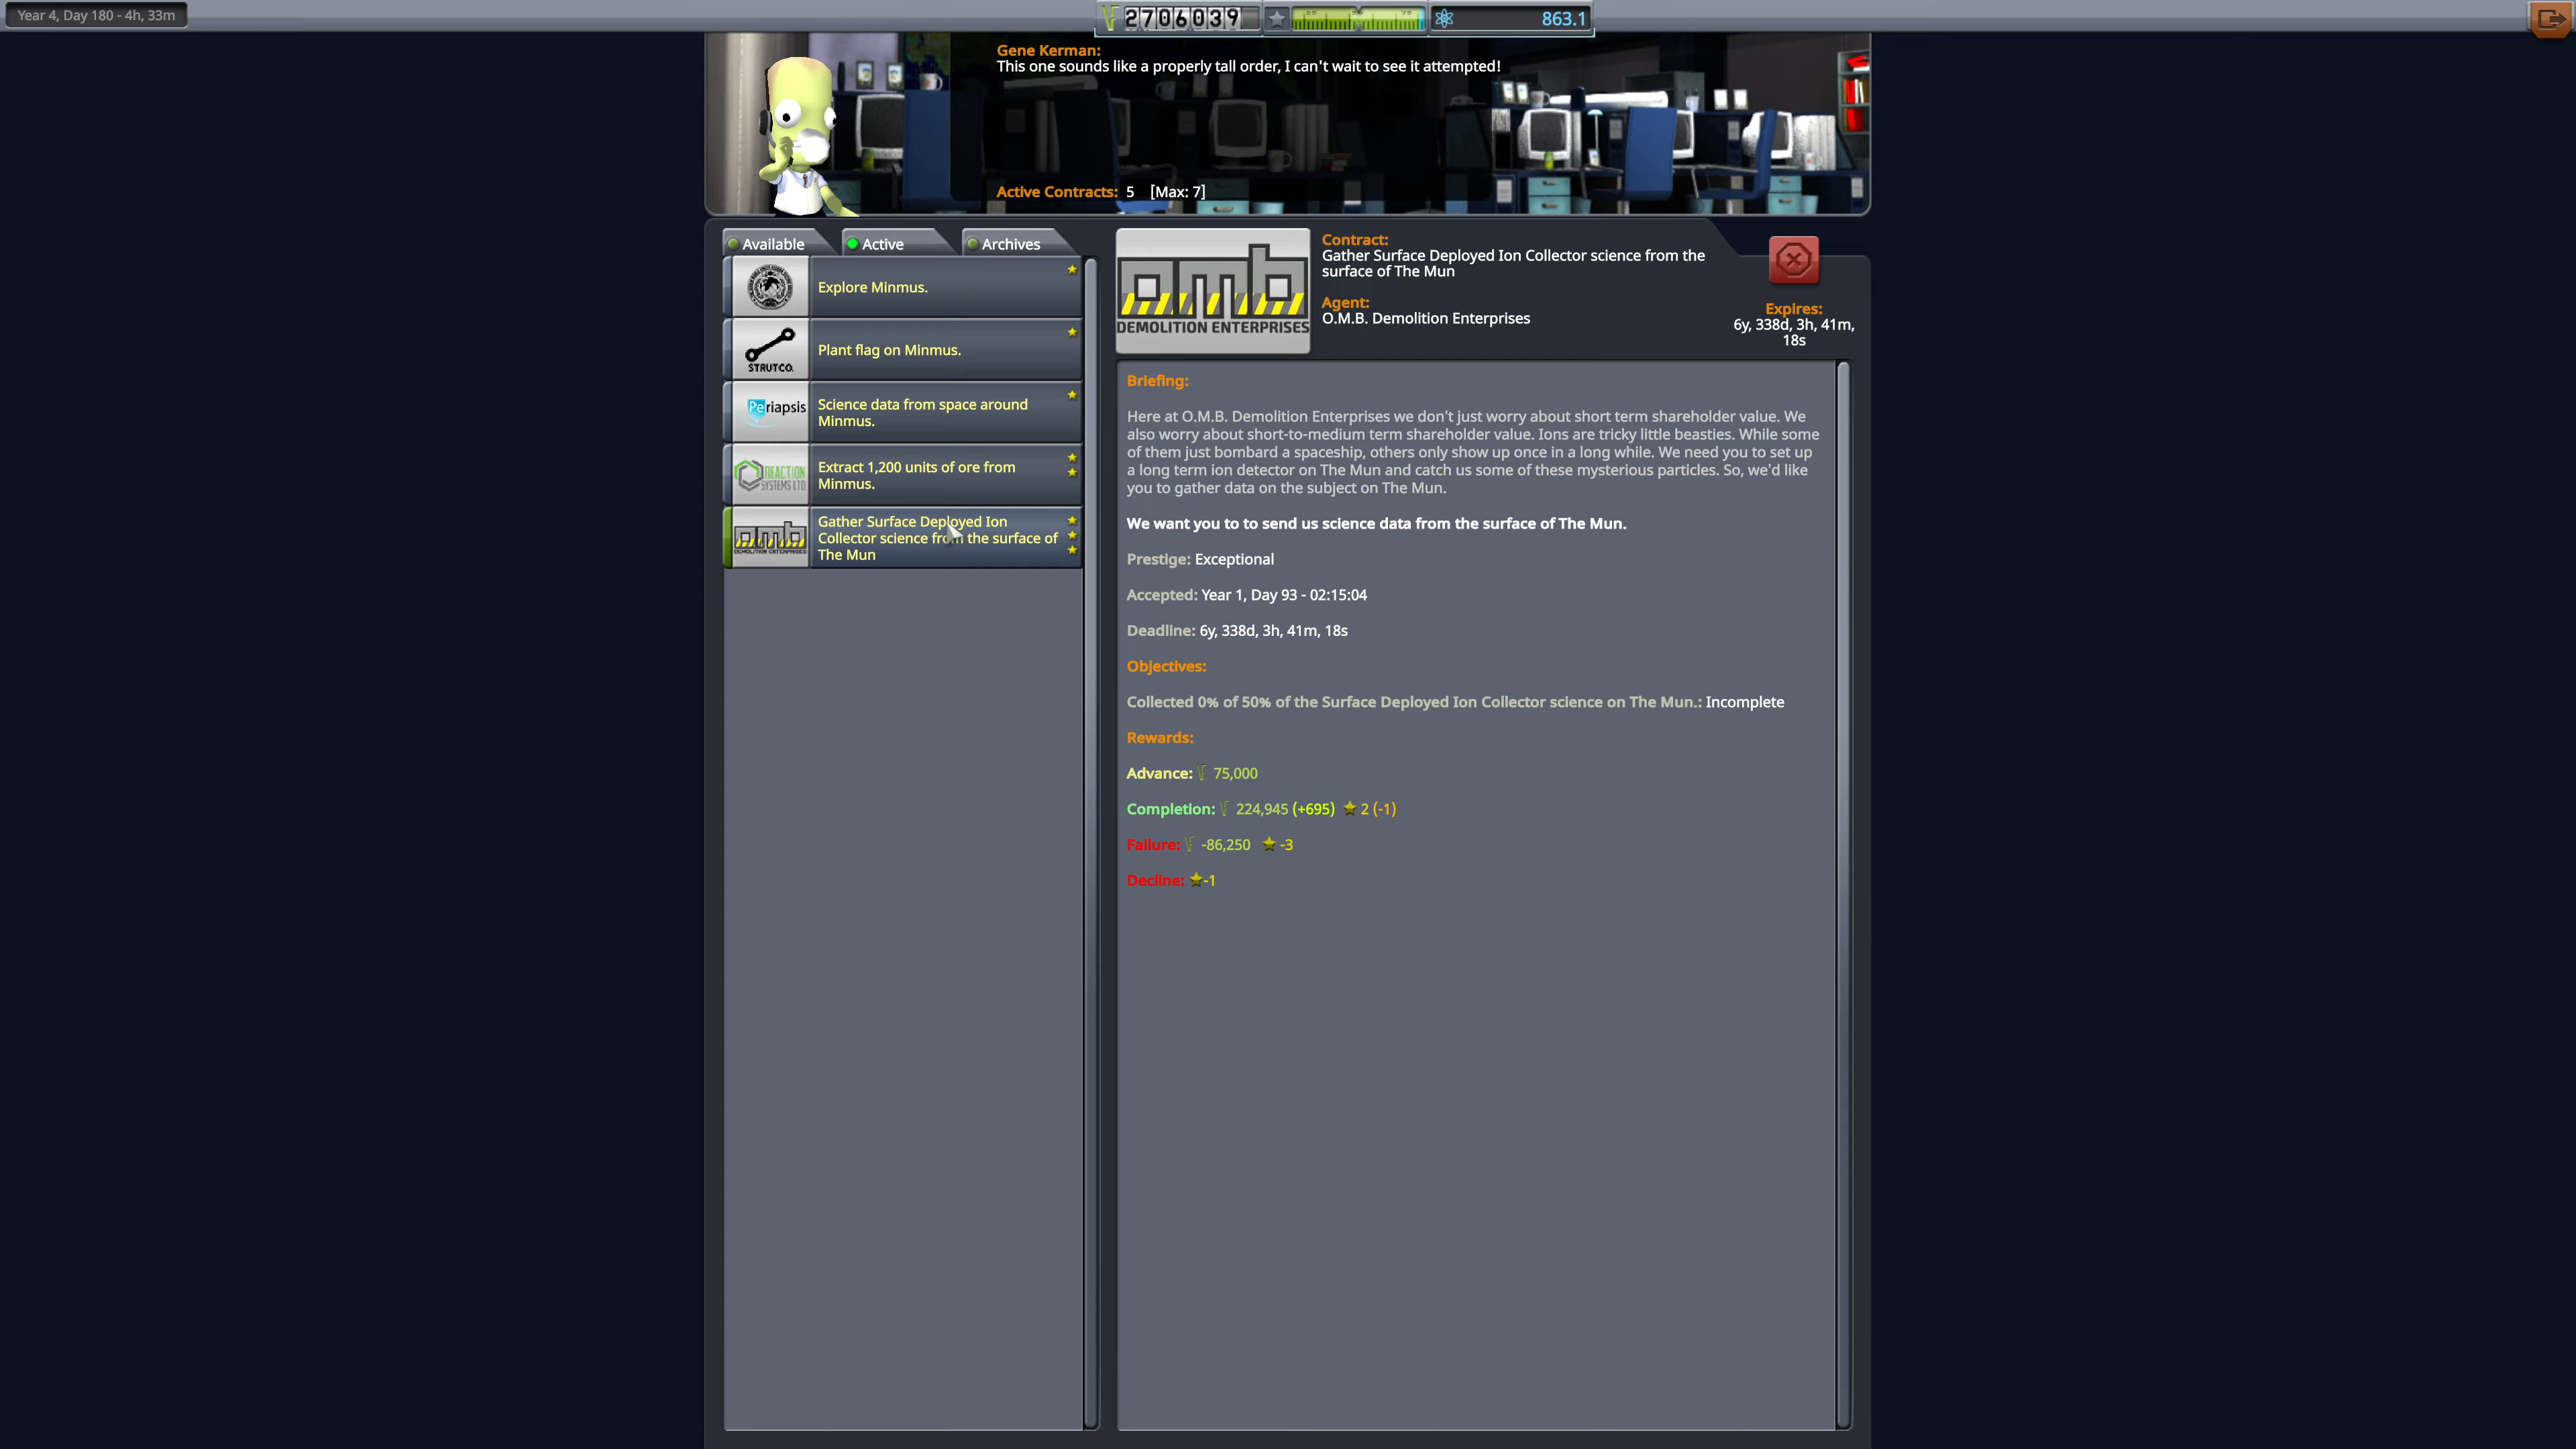 Year 4, Day 180 - 4h, 33m
2706039
25 50 75
863.1
Gene Kerman:
This one sounds like a properly tall order, I can't wait to see it attempted!
Active Contracts: 5 [Max: 7]
Available
Active
Archives
Explore Minmus.
STRUTCO.
Plant flag on Minmus.
Periapsis
Science data from space around
Minmus.
REACTION
SYSTEMS LTD
Extract 1,200 units of ore from
Minmus.
omb
DEMOLITION ENTERPRISES
Gather Surface Deployed Ion
Collector science from the surface of
The Mun
omb
DEMOLITION ENTERPRISES
Contract:
Gather Surface Deployed Ion Collector science from the
surface of The Mun
Agent:
O.M.B. Demolition Enterprises
Expires:
6y, 338d, 3h, 41m,
18s
Briefing:
Here at O.M.B. Demolition Enterprises we don't just worry about short term shareholder value. We
also worry about short-to-medium term shareholder value. Ions are tricky little beasties. While some
of them just bombard a spaceship, others only show up once in a long while. We need you to set up
a long term ion detector on The Mun and catch us some of these mysterious particles. So, we'd like
you to gather data on the subject on The Mun.
We want you to to send us science data from the surface of The Mun.
Prestige: Exceptional
Accepted: Year 1, Day 93 - 02:15:04
Deadline: 6y, 338d, 3h, 41m, 18s
Objectives:
Collected 0% of 50% of the Surface Deployed Ion Collector science on The Mun.: Incomplete
Rewards:
Advance: 75,000
Completion: 224,945 (+695) 2 (-1)
Failure: -86,250 -3
Decline: -1